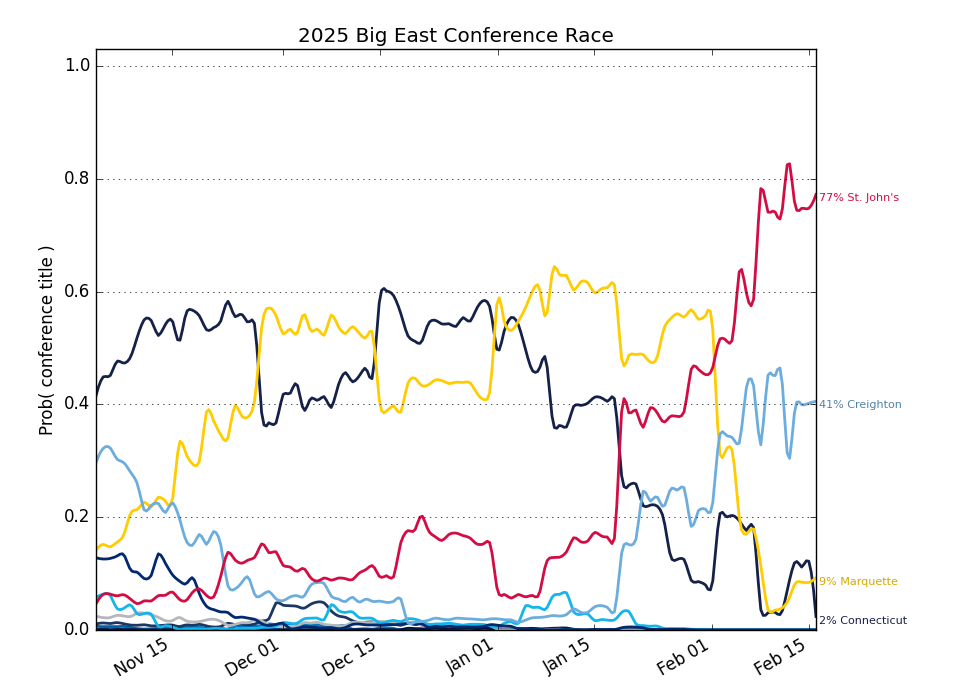 2025 Big East Conference Race
Prob( conference title )
1.0
0.8
0.6
0.4
0.2
0.0
77% St. John's
41% Creighton
9% Marquette
2% Connecticut
Nov 15
Dec 01
Dec 15
Jan 01
Jan 15
Feb 01
Feb 15